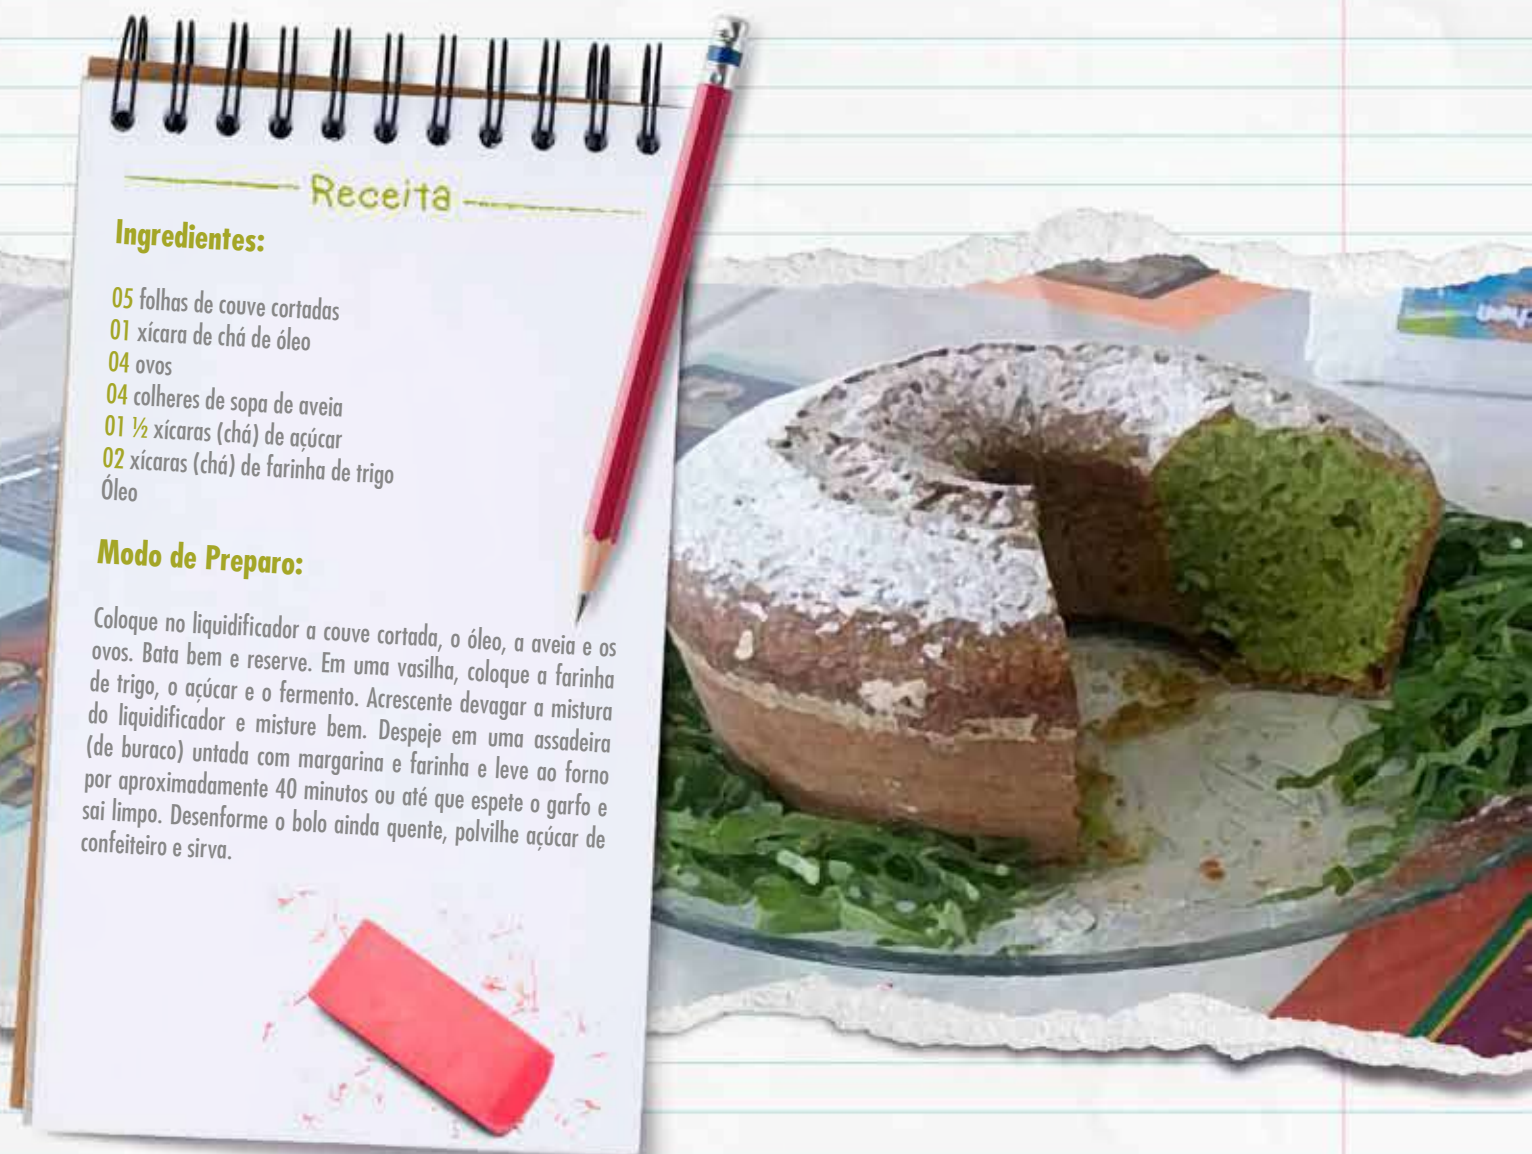 Receita
Ingredientes:
05 folhas de couve cortadas
01 xícara de chá de óleo
04 ovos
04 colheres de sopa de aveia
01 ½ xícaras (chá) de açúcar
02 xícaras (chá) de farinha de trigo
Óleo
Modo de Preparo:
Coloque no liquidificador a couve cortada, o óleo, a aveia e os
ovos. Bata bem e reserve. Em uma vasilha, coloque a farinha
de trigo, o açúcar e o fermento. Acrescente devagar a mistura
do liquidificador e misture bem. Despeje em uma assadeira
(de buraco) untada com margarina e farinha e leve ao forno
por aproximadamente 40 minutos ou até que espete o garfo e
sai limpo. Desenforme o bolo ainda quente, polvilhe açúcar de
confeiteiro e sirva.